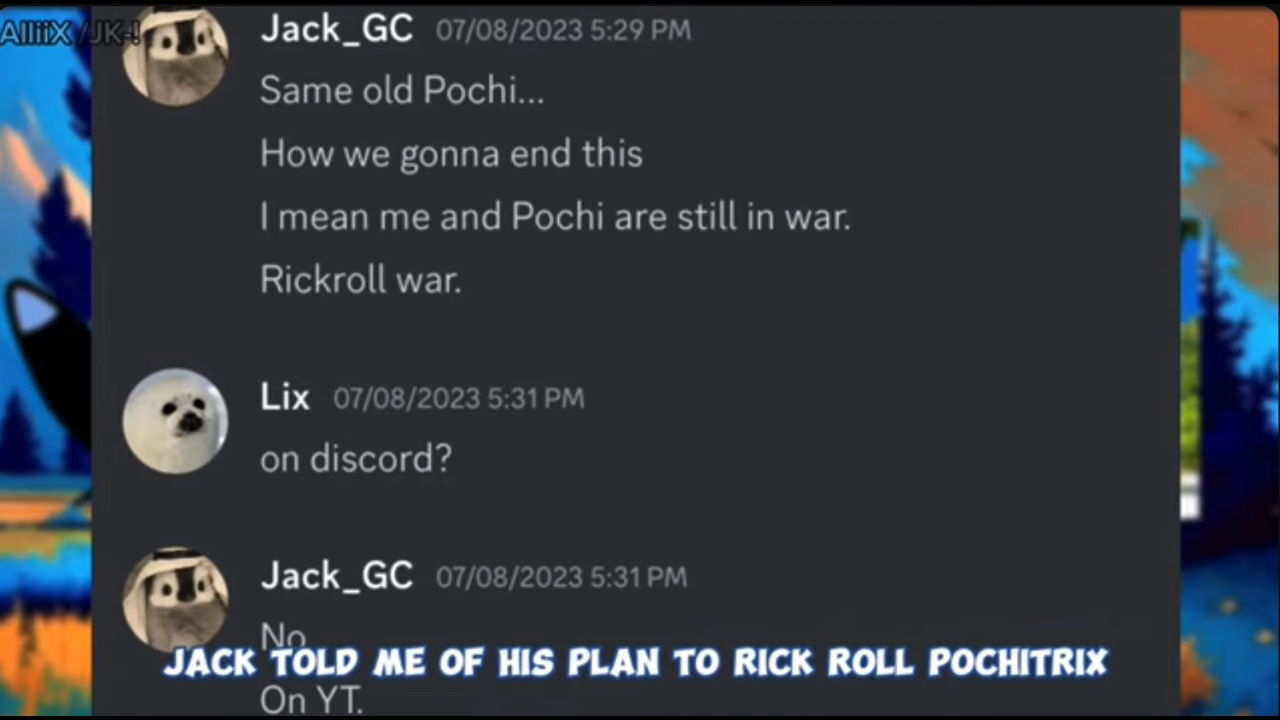 AlliiX /JK-!
Jack_GC 07/08/2023 5:29 PM
Same old Pochi...
How we gonna end this
I mean me and Pochi are still in war.
Rickroll war.
Lix 07/08/2023 5:31 PM
on discord?
Jack_GC 07/08/2023 5:31 PM
No
JACK TOLD ME OF HIS PLAN TO RICK ROLL POCHITRIX
On YT.